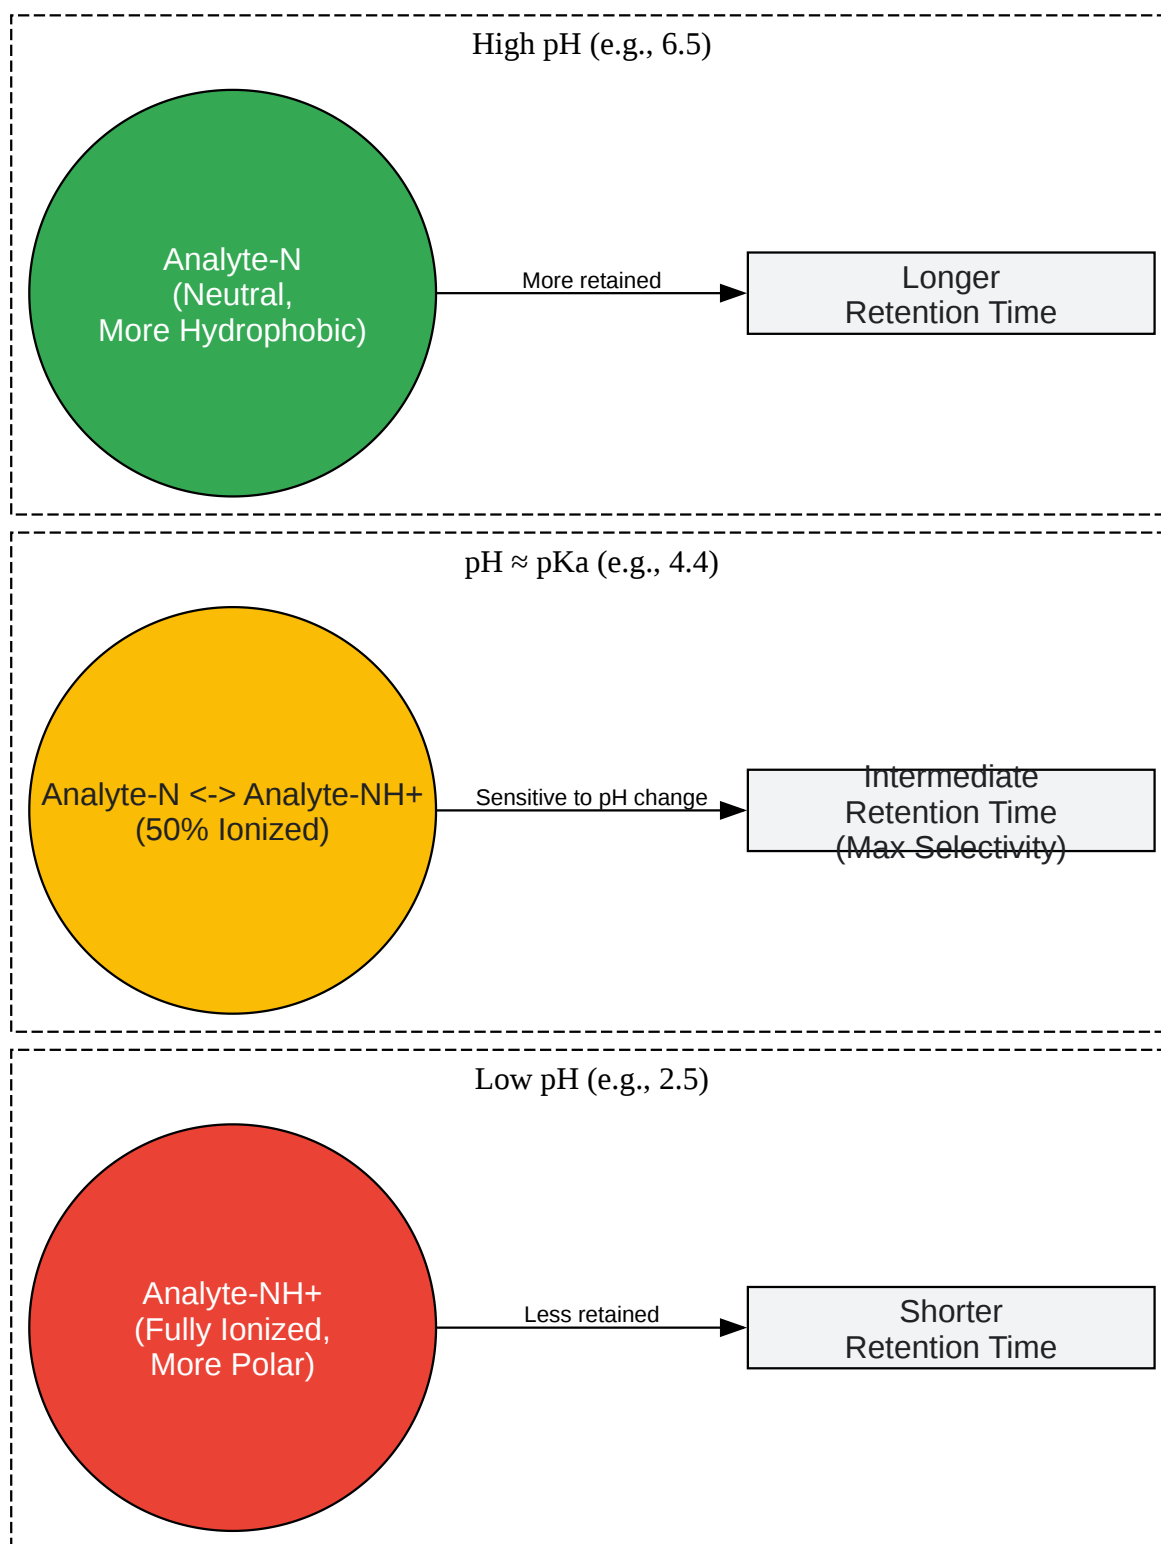 High pH (e.g., 6.5)
Analyte-N
(Neutral,
More Hydrophobic)
More retained
Longer
Retention Time
pH ≈ pKa (e.g., 4.4)
Analyte-N <-> Analyte-NH+
(50% Ionized)
Sensitive to pH change
Intermediate
Retention Time
(Max Selectivity)
Low pH (e.g., 2.5)
Analyte-NH+
(Fully Ionized,
More Polar)
Less retained
Shorter
Retention Time